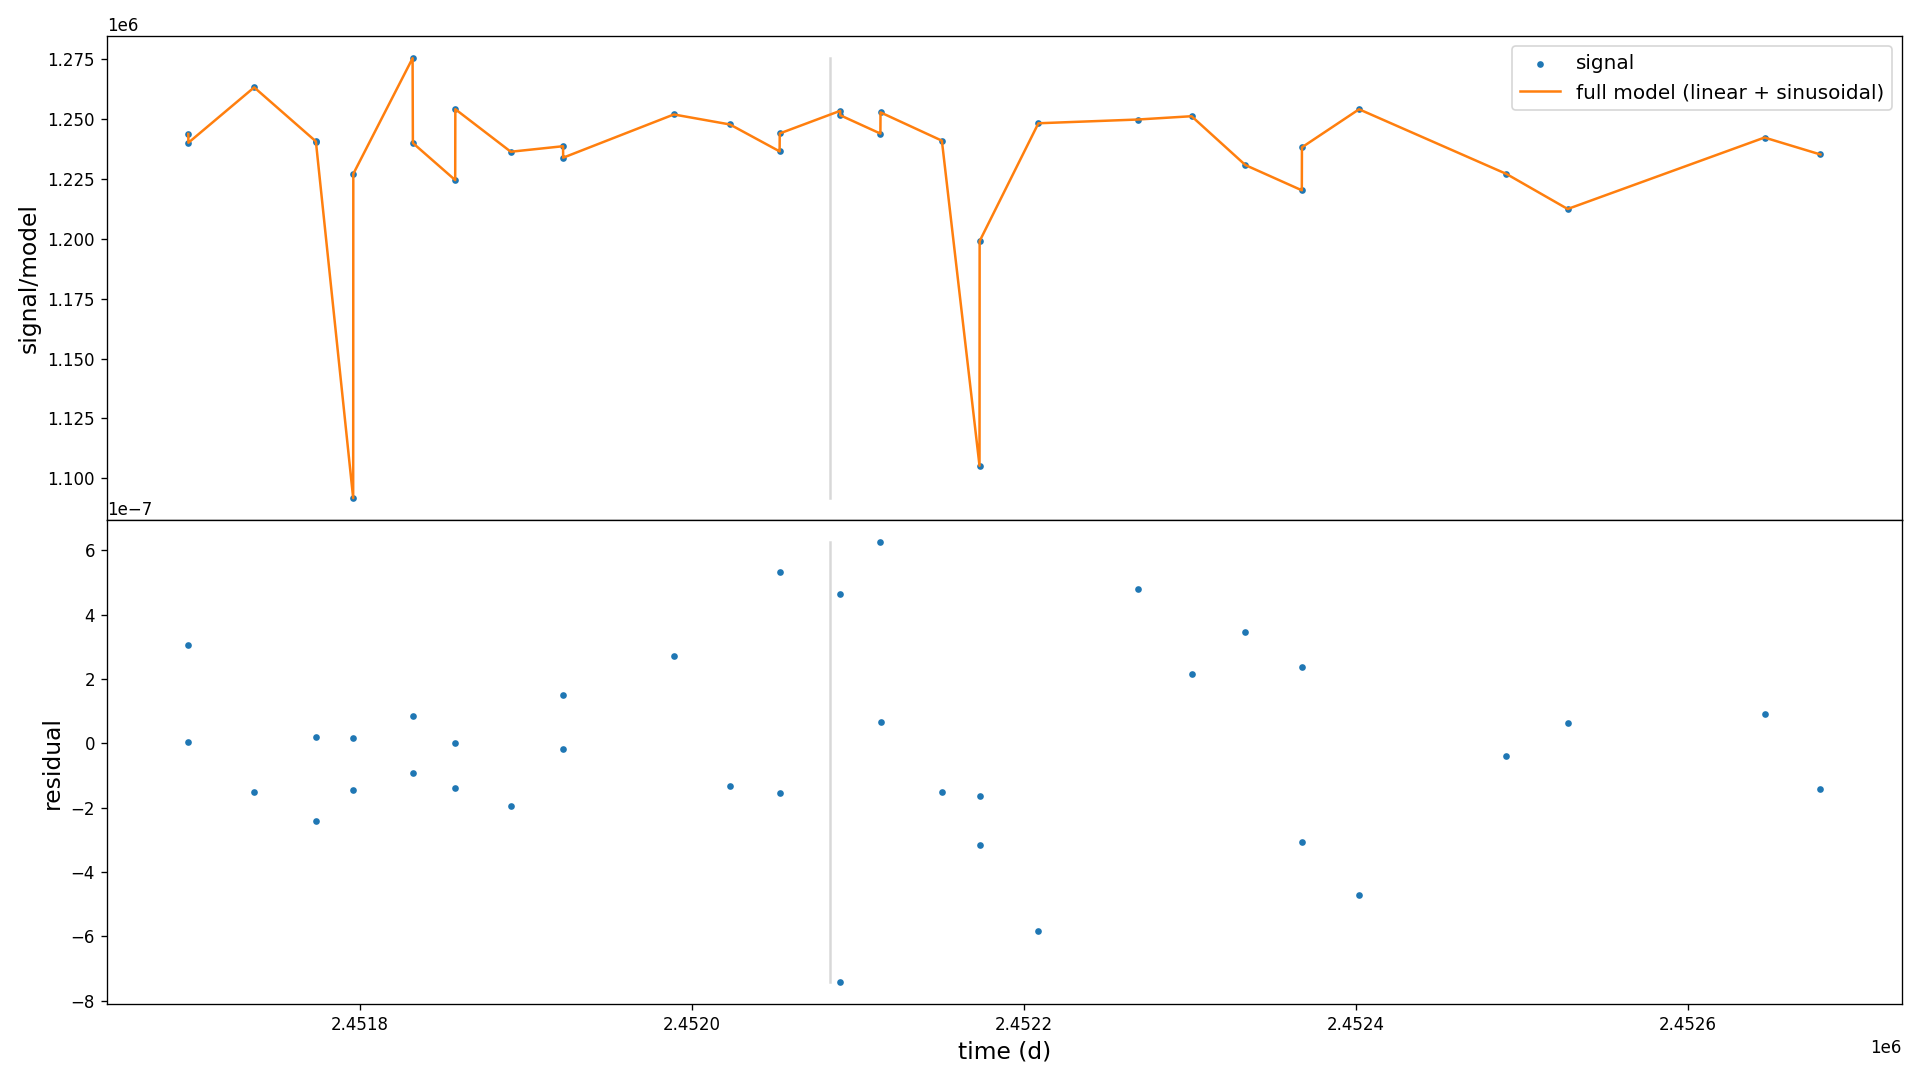 1e6
1.275
1.250
1.225
1.200
1.175
1.150
1.125
1.100
signal/model
signal
full model (linear + sinusoidal)
1e−7
6
4
2
0
−2
−4
−6
−8
residual
2.4518
2.4520
2.4522
2.4524
2.4526
1e6
time (d)